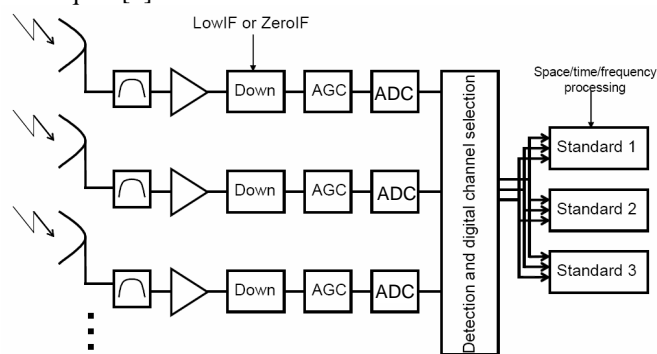 LowIF or ZeroIF
Down
AGC
ADC
Down
AGC
ADC
Down
AGC
ADC
Detection and digital channel selection
Space/time/frequency
processing
Standard 1
Standard 2
Standard 3